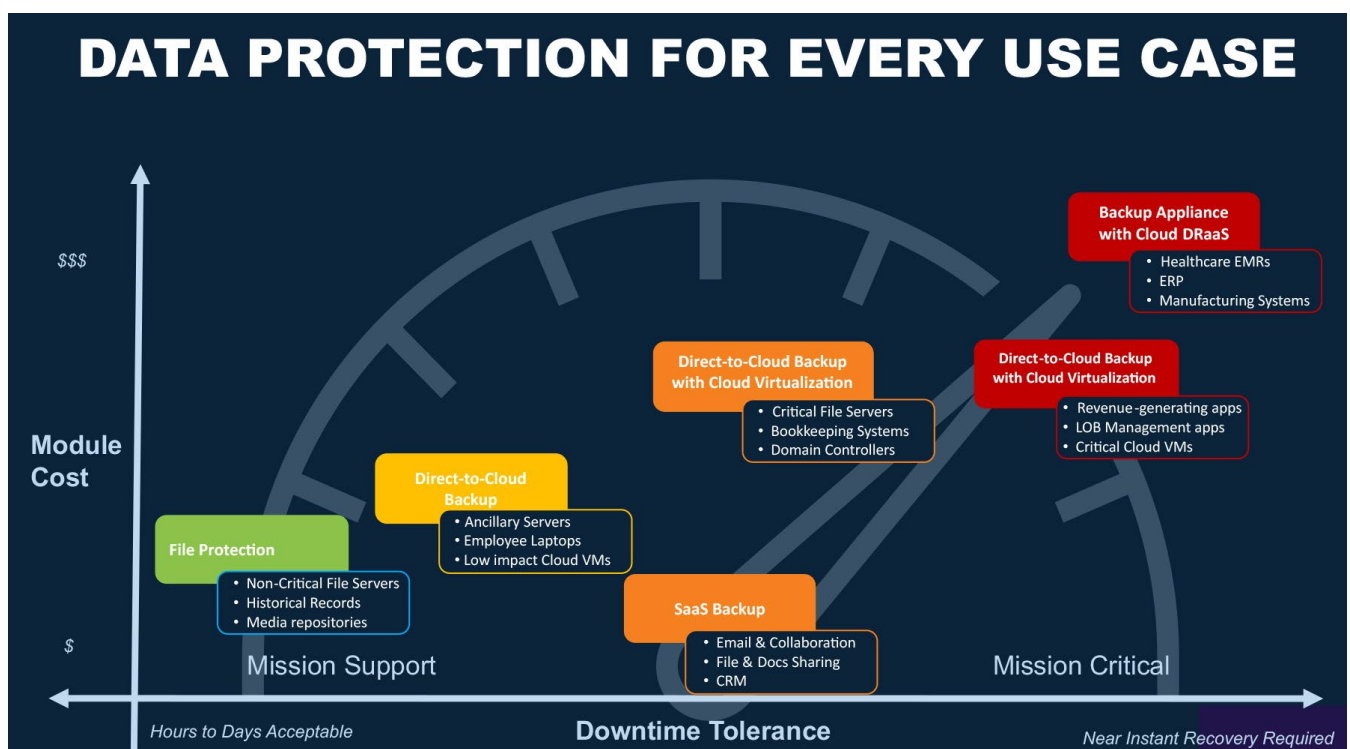 DATA PROTECTION FOR EVERY USE CASE
$$$
Module
Cost
$
Backup Appliance
with Cloud DRaaS
• Healthcare EMRs
• ERP
• Manufacturing Systems
Direct-to-Cloud Backup
with Cloud Virtualization
• Critical File Servers
• Bookkeeping Systems
• Domain Controllers
Direct-to-Cloud Backup
with Cloud Virtualization
• Revenue-generating apps
• LOB Management apps
• Critical Cloud VMs
Direct-to-Cloud
Backup
• Ancillary Servers
• Employee Laptops
• Low impact Cloud VMs
File Protection
• Non-Critical File Servers
• Historical Records
• Media repositories
SaaS Backup
• Email & Collaboration
• File & Docs Sharing
• CRM
Mission Support
Mission Critical
Hours to Days Acceptable
Downtime Tolerance
Near Instant Recovery Required